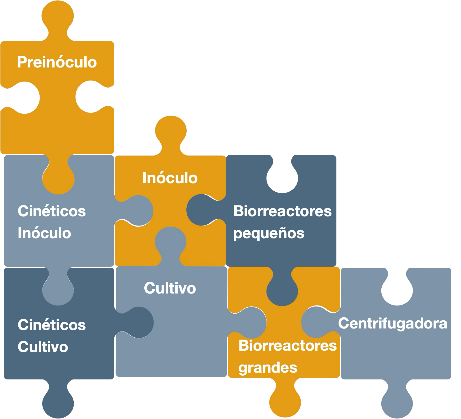 Preinóculo
Cinéticos
Inóculo
Inóculo
Biorreactores
pequeños
Cinéticos
Cultivo
Cultivo
Biorreactores
grandes
Centrifugadora